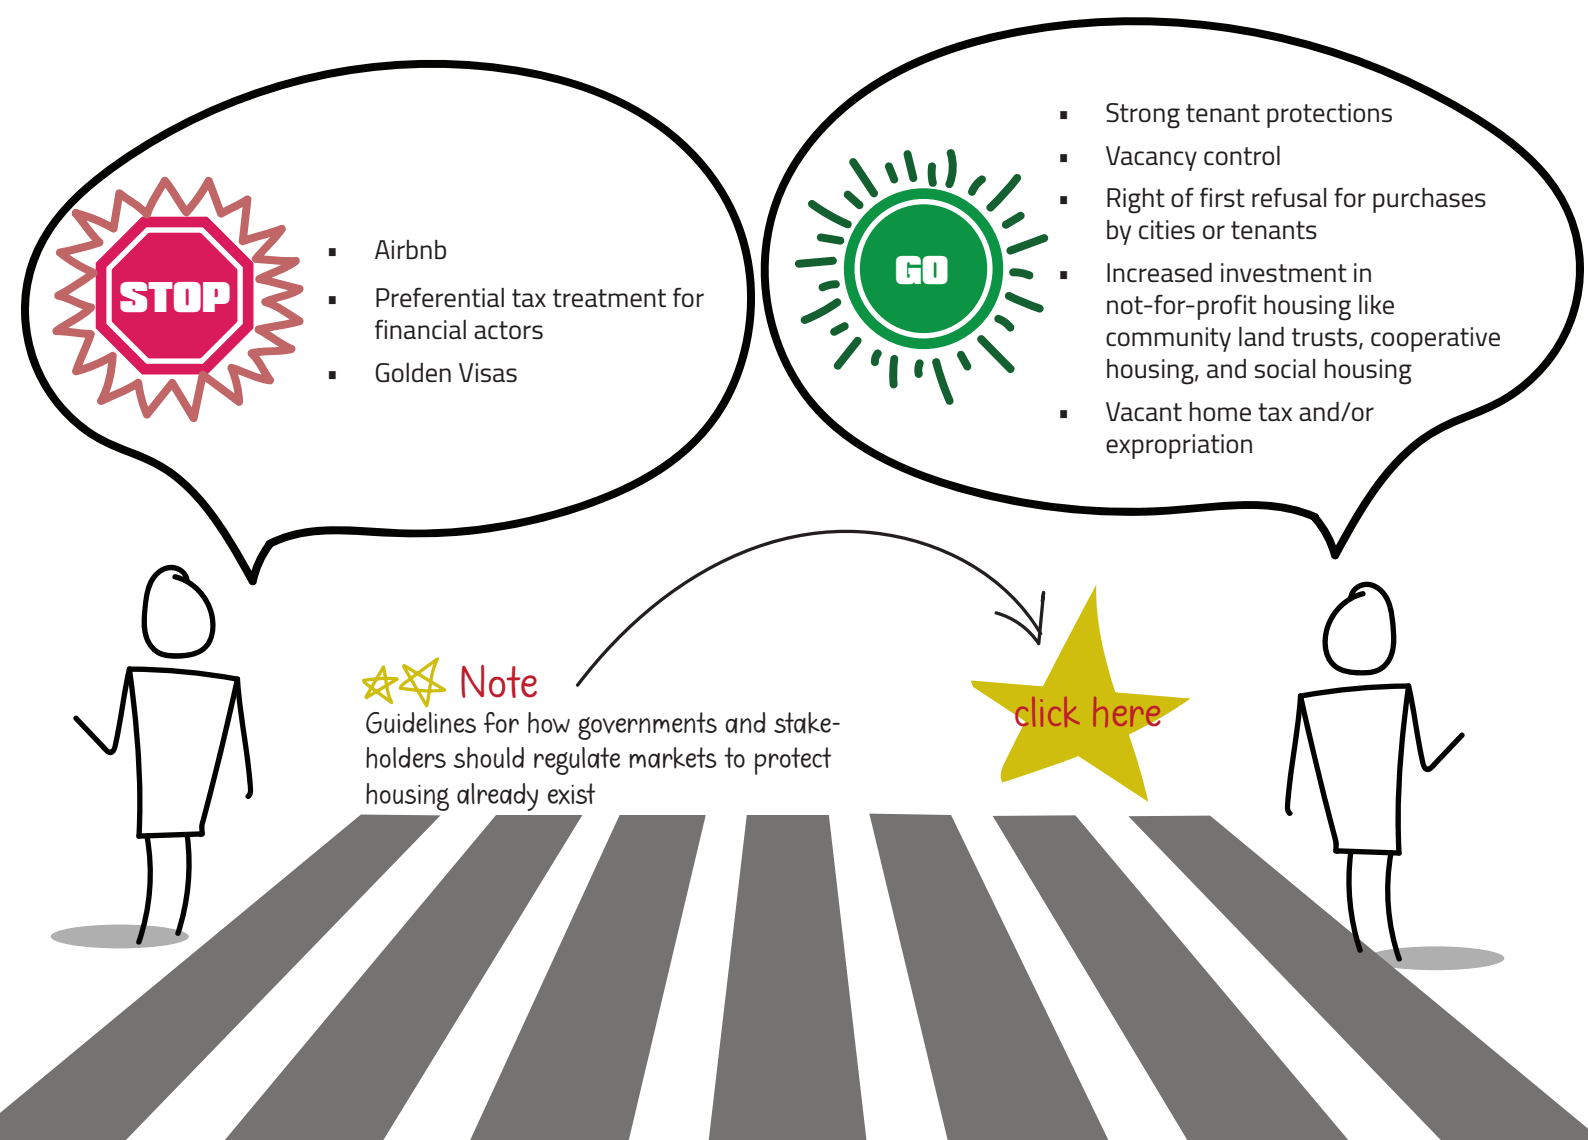 STOP
▪ Airbnb
▪ Preferential tax treatment for
financial actors
▪ Golden Visas
GO
▪ Strong tenant protections
▪ Vacancy control
▪ Right of first refusal for purchases
by cities or tenants
▪ Increased investment in
not-for-profit housing like
community land trusts, cooperative
housing, and social housing
▪ Vacant home tax and/or
expropriation
Note
Guidelines for how governments and stake-
holders should regulate markets to protect
housing already exist
click here